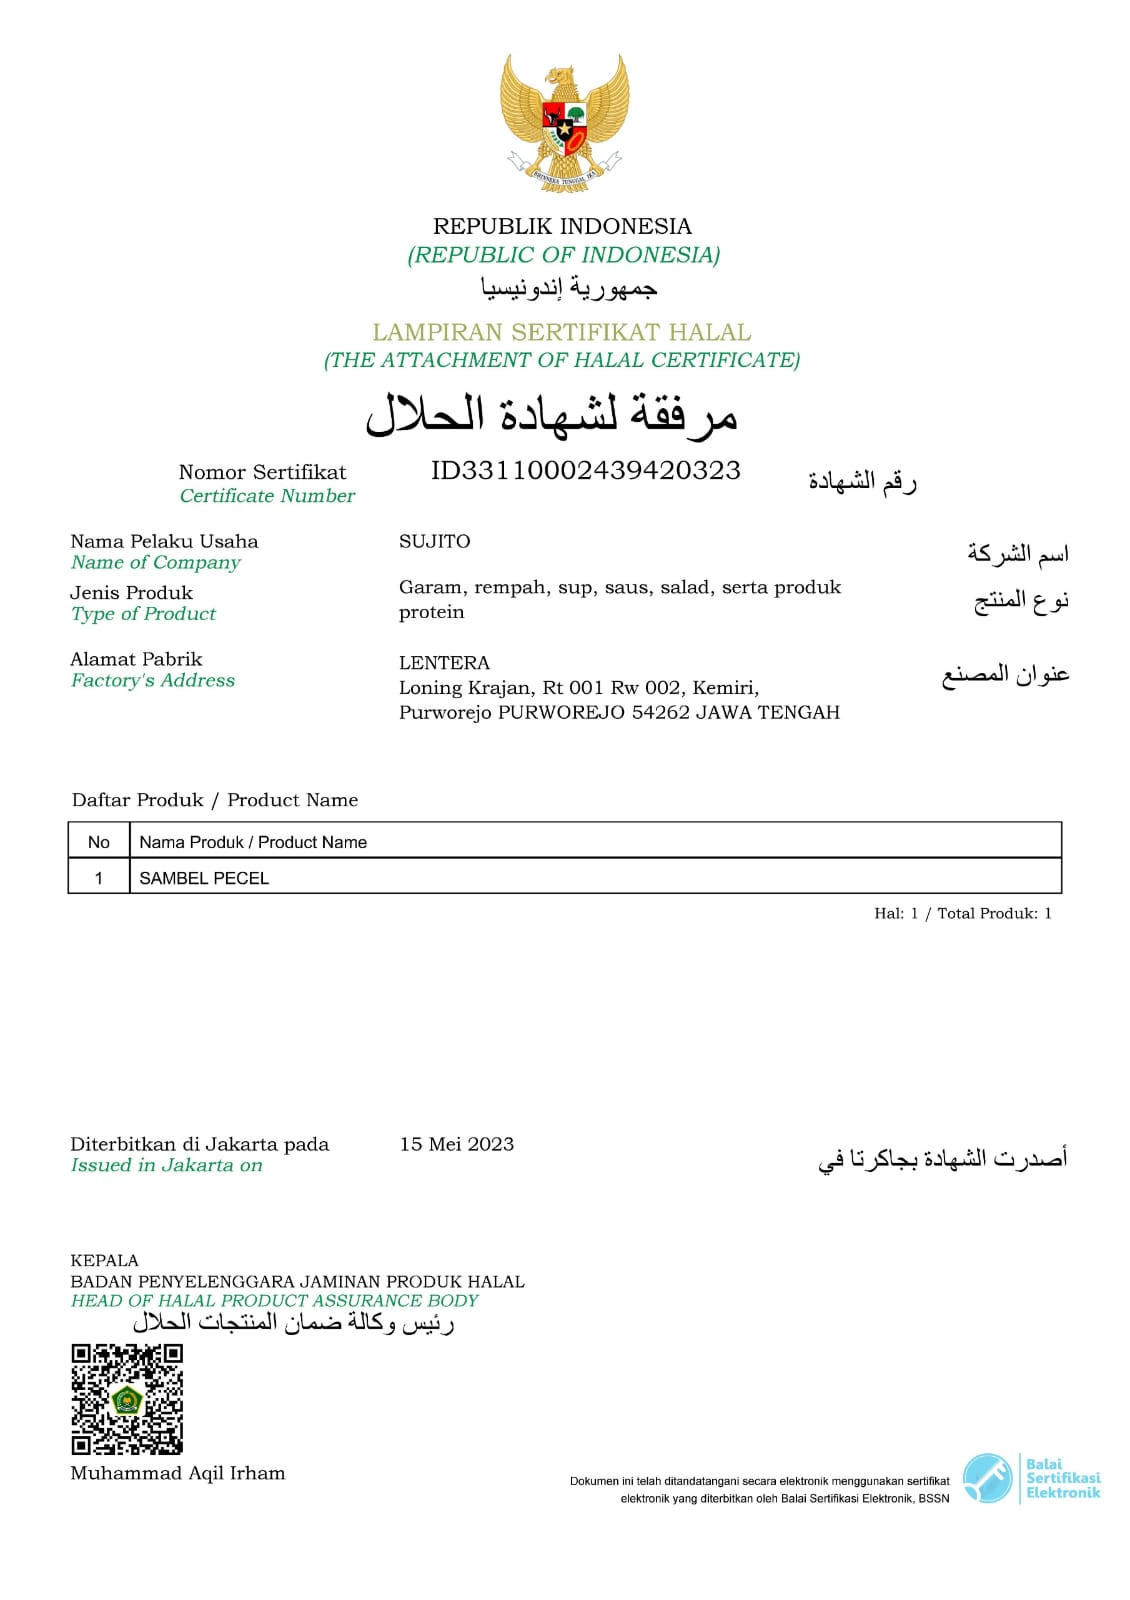 BHINNEKA TUNGGAL IKA
REPUBLIK INDONESIA
(REPUBLIC OF INDONESIA)
جمهورية إندونيسيا
LAMPIRAN SERTIFIKAT HALAL
(THE ATTACHMENT OF HALAL CERTIFICATE)
مرفقة لشهادة الحلال
Nomor Sertifikat ID33110002439420323 رقم الشهادة
Certificate Number
Nama Pelaku Usaha SUJITO اسم الشركة
Name of Company
Jenis Produk Garam, rempah, sup, saus, salad, serta produk نوع المنتج
Type of Product protein
Alamat Pabrik LENTERA عنوان المصنع
Factory's Address Loning Krajan, Rt 001 Rw 002, Kemiri,
Purworejo PURWOREJO 54262 JAWA TENGAH
Daftar Produk / Product Name
No Nama Produk / Product Name
1 SAMBEL PECEL
Hal: 1 / Total Produk: 1
Diterbitkan di Jakarta pada 15 Mei 2023 أصدرت الشهادة بجاكرتا في
Issued in Jakarta on
KEPALA
BADAN PENYELENGGARA JAMINAN PRODUK HALAL
HEAD OF HALAL PRODUCT ASSURANCE BODY
رئيس وكالة ضمان المنتجات الحلال
Muhammad Aqil Irham
Dokumen ini telah ditandatangani secara elektronik menggunakan sertifikat
elektronik yang diterbitkan oleh Balai Sertifikasi Elektronik, BSSN
Balai
Sertifikasi
Elektronik